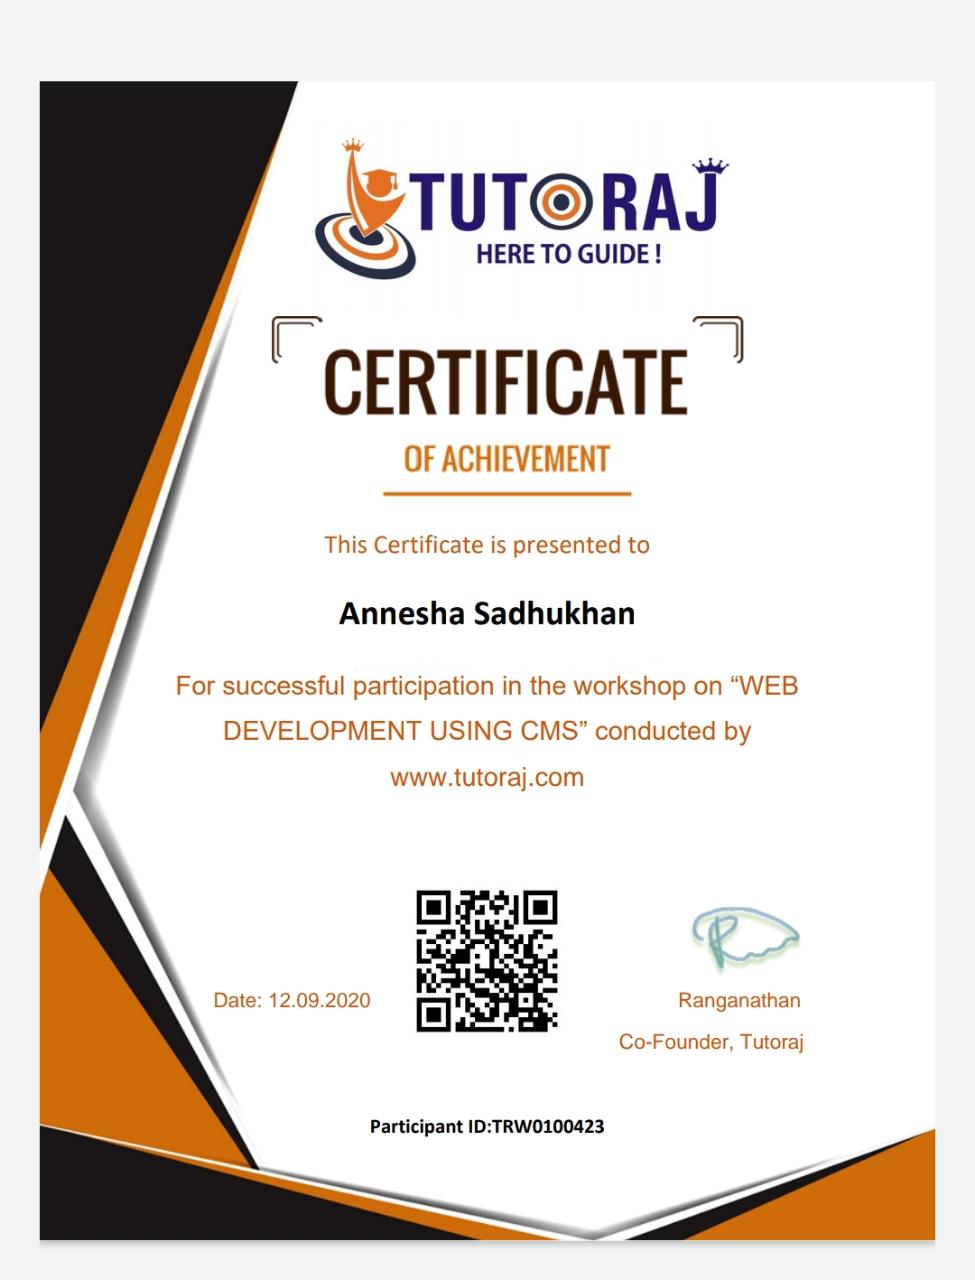 TUTORAJ
HERE TO GUIDE !
CERTIFICATE
OF ACHIEVEMENT
This Certificate is presented to
Annesha Sadhukhan
For successful participation in the workshop on “WEB
DEVELOPMENT USING CMS” conducted by
www.tutoraj.com
Date: 12.09.2020
Ranganathan
Co-Founder, Tutoraj
Participant ID:TRW0100423